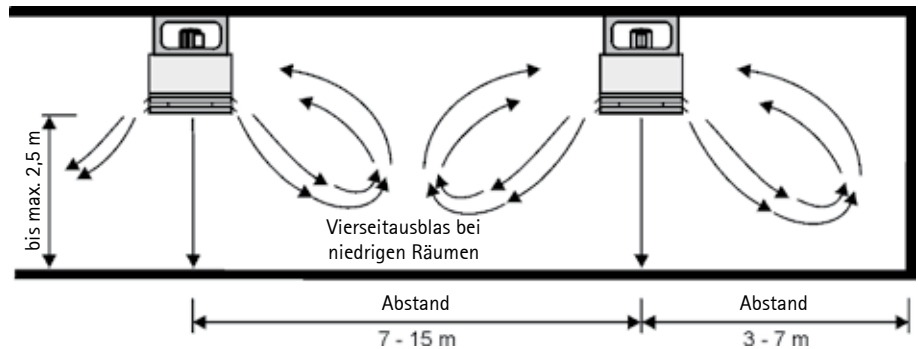 bis max. 2,5 m
Vierseitausblas bei
niedrigen Räumen
Abstand
7 - 15 m
Abstand
3 - 7 m